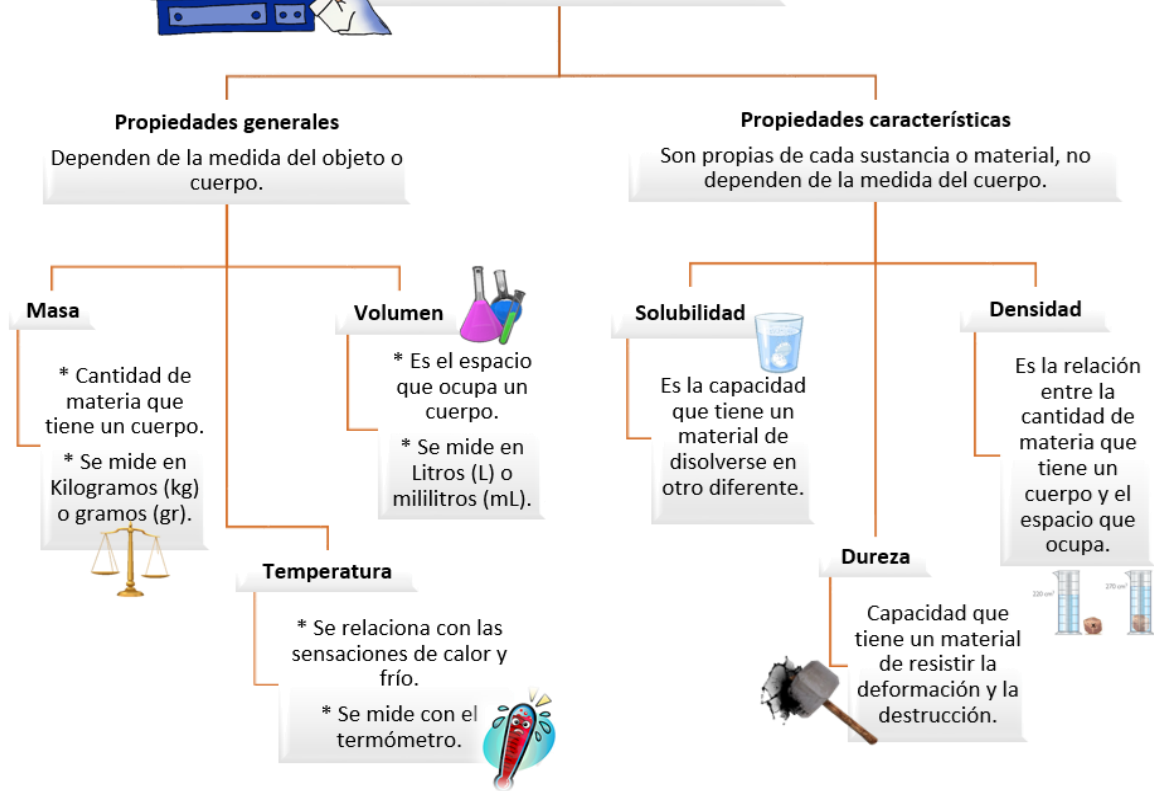 Propiedades generales
Dependen de la medida del objeto o
cuerpo.
Propiedades características
Son propias de cada sustancia o material, no
dependen de la medida del cuerpo.
Masa
* Cantidad de
materia que
tiene un cuerpo.
* Se mide en
Kilogramos (kg)
o gramos (gr).
Volumen
* Es el espacio
que ocupa un
cuerpo.
* Se mide en
Litros (L) o
mililitros (mL).
Temperatura
* Se relaciona con las
sensaciones de calor y
frío.
* Se mide con el
termómetro.
Solubilidad
Es la capacidad
que tiene un
material de
disolverse en
otro diferente.
Dureza
Capacidad que
tiene un material
de resistir la
deformación y la
destrucción.
Densidad
Es la relación
entre la
cantidad de
materia que
tiene un
cuerpo y el
espacio que
ocupa.
220 cm³
270 cm³